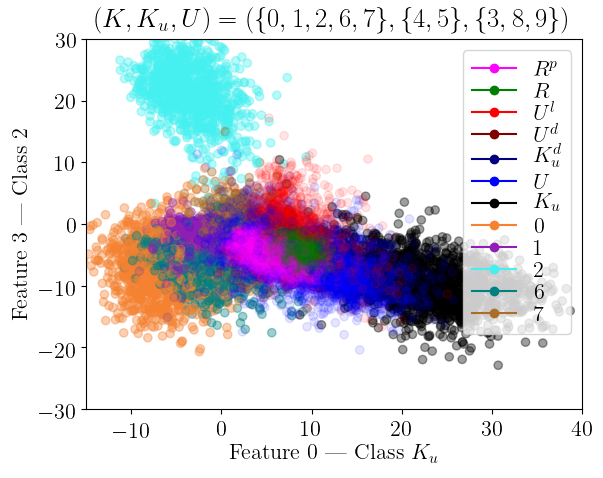 (K, K_u, U) = ({0, 1, 2, 6, 7}, {4, 5}, {3, 8, 9})
30
20
10
0
−10
−20
−30
Feature 3 — Class 2
−10
0
10
20
30
40
Feature 0 — Class K_u
R^p
R
U^l
U^d
K_u^d
U
K_u
0
1
2
6
7